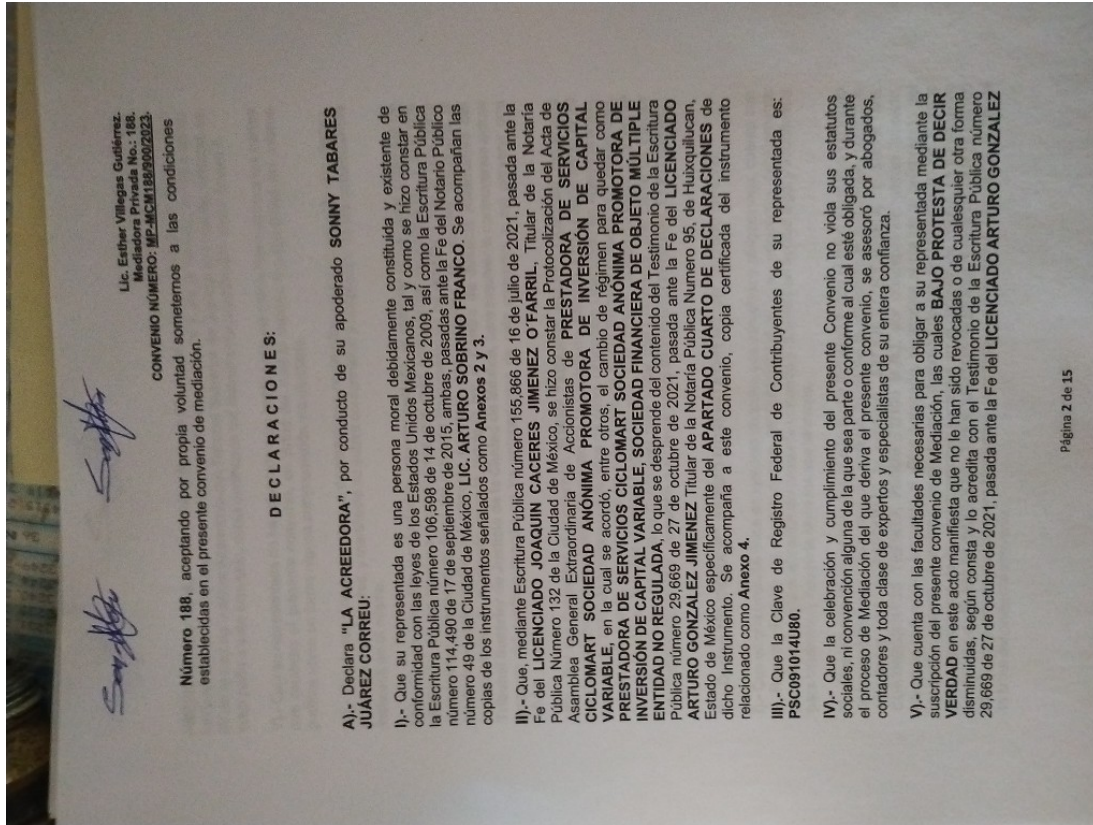 Lic. Esther Villegas Gutiérrez.
Mediadora Privada No.: 188.
CONVENIO NÚMERO: MP-MCM188/900/2023.
Número 188, aceptando por propia voluntad someternos a las condiciones
establecidas en el presente convenio de mediación.
D E C L A R A C I O N E S:
A).- Declara "LA ACREEDORA", por conducto de su apoderado SONNY TABARES
JUÁREZ CORREU:
I).- Que su representada es una persona moral debidamente constituida y existente de
conformidad con las leyes de los Estados Unidos Mexicanos, tal y como se hizo constar en
la Escritura Pública número 106,598 de 14 de octubre de 2009, así como la Escritura Pública
número 114,490 de 17 de septiembre de 2015, ambas, pasadas ante la Fe del Notario Público
número 49 de la Ciudad de México, LIC. ARTURO SOBRINO FRANCO. Se acompañan las
copias de los instrumentos señalados como Anexos 2 y 3.
II).- Que, mediante Escritura Pública número 155,866 de 16 de julio de 2021, pasada ante la
Fe del LICENCIADO JOAQUIN CACERES JIMENEZ O´FARRIL, Titular de la Notaría
Pública Número 132 de la Ciudad de México, se hizo constar la Protocolización del Acta de
Asamblea General Extraordinaria de Accionistas de PRESTADORA DE SERVICIOS
CICLOMART SOCIEDAD ANÓNIMA PROMOTORA DE INVERSIÓN DE CAPITAL
VARIABLE, en la cual se acordó, entre otros, el cambio de régimen para quedar como
PRESTADORA DE SERVICIOS CICLOMART SOCIEDAD ANÓNIMA PROMOTORA DE
INVERSIÓN DE CAPITAL VARIABLE, SOCIEDAD FINANCIERA DE OBJETO MÚLTIPLE
ENTIDAD NO REGULADA, lo que se desprende del contenido del Testimonio de la Escritura
Pública número 29,669 de 27 de octubre de 2021, pasada ante la Fe del LICENCIADO
ARTURO GONZALEZ JIMENEZ Titular de la Notaría Pública Numero 95, de Huixquilucan,
Estado de México específicamente del APARTADO CUARTO DE DECLARACIONES de
dicho Instrumento. Se acompaña a este convenio, copia certificada del instrumento
relacionado como Anexo 4.
III).- Que la Clave de Registro Federal de Contribuyentes de su representada es:
PSC091014U80.
IV).- Que la celebración y cumplimiento del presente Convenio no viola sus estatutos
sociales, ni convención alguna de la que sea parte o conforme al cual esté obligada, y durante
el proceso de Mediación del que deriva el presente convenio, se asesoró por abogados,
contadores y toda clase de expertos y especialistas de su entera confianza.
V).- Que cuenta con las facultades necesarias para obligar a su representada mediante la
suscripción del presente convenio de Mediación, las cuales BAJO PROTESTA DE DECIR
VERDAD en este acto manifiesta que no le han sido revocadas o de cualesquier otra forma
disminuidas, según consta y lo acredita con el Testimonio de la Escritura Pública número
29,669 de 27 de octubre de 2021, pasada ante la Fe del LICENCIADO ARTURO GONZALEZ
Página 2 de 15